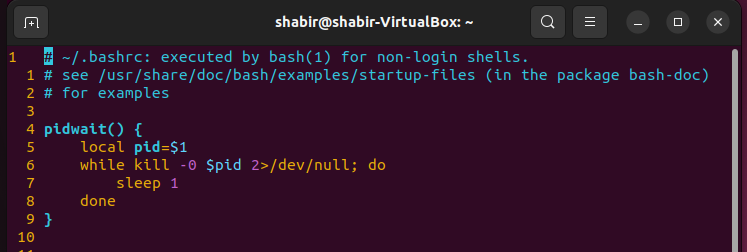 shabir@shabir-VirtualBox: ~
1 # ~/.bashrc: executed by bash(1) for non-login shells.
1 # see /usr/share/doc/bash/examples/startup-files (in the package bash-doc)
2 # for examples
3
4 pidwait() {
5     local pid=$1
6     while kill -0 $pid 2>/dev/null; do
7         sleep 1
8     done
9 }
10